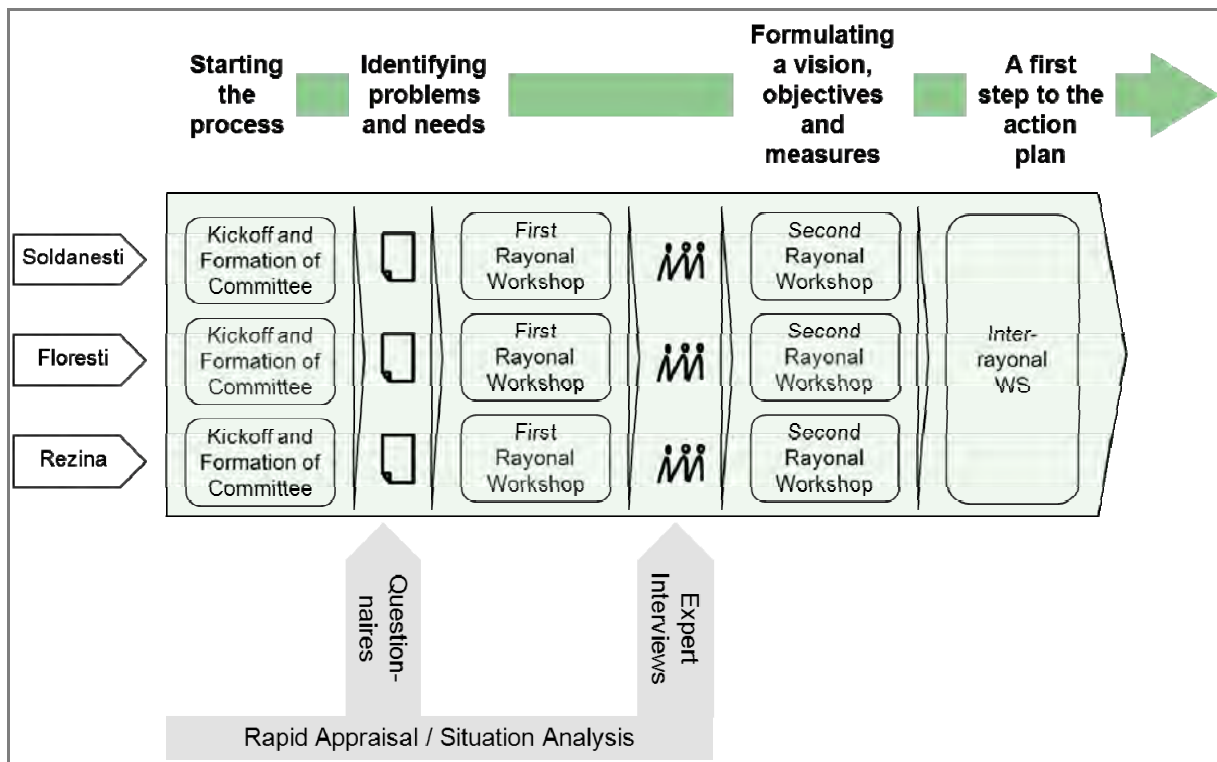 Starting
the
process
Identifying
problems
and needs
Formulating
a vision,
objectives
and
measures
A first
step to the
action
plan
Soldanesti
Kickoff and
Formation of
Committee
First
Rayonal
Workshop
Second
Rayonal
Workshop
Floresti
Kickoff and
Formation of
Committee
First
Rayonal
Workshop
Second
Rayonal
Workshop
Inter-
rayonal
WS
Rezina
Kickoff and
Formation of
Committee
First
Rayonal
Workshop
Second
Rayonal
Workshop
Question-
naires
Expert
Interviews
Rapid Appraisal / Situation Analysis